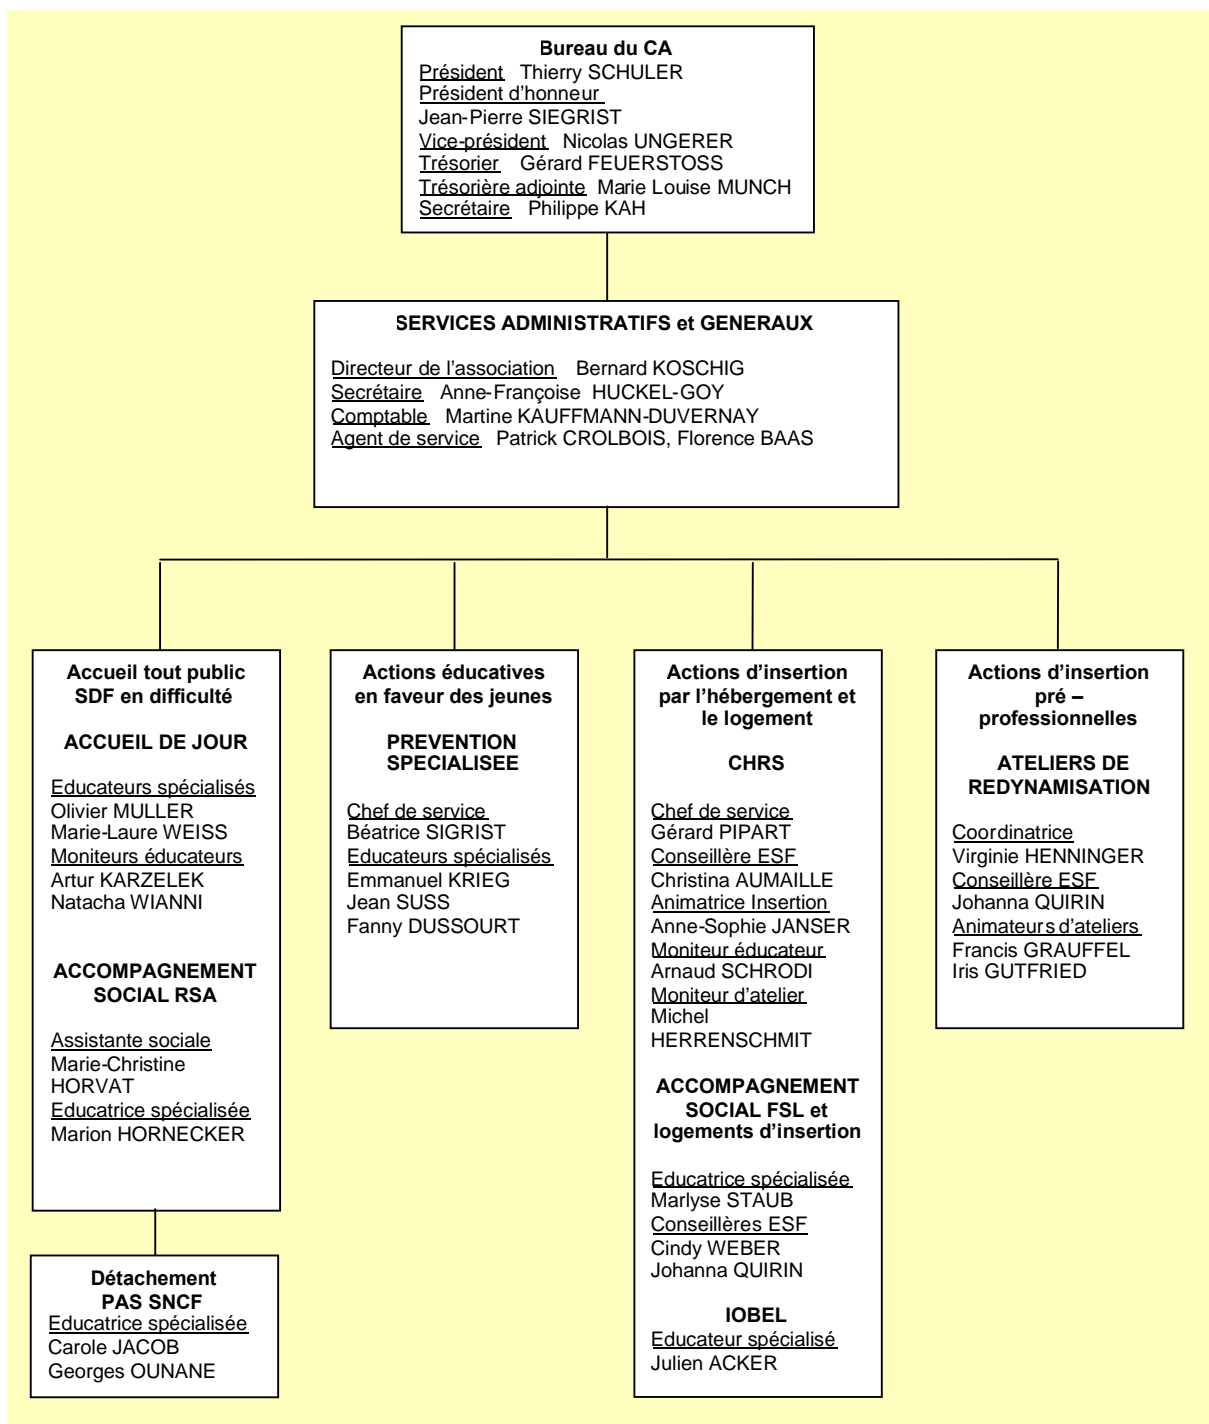 Bureau du CA
Président Thierry SCHULER
Président d'honneur
Jean-Pierre SIEGRIST
Vice-président Nicolas UNGERER
Trésorier Gérard FEUERSTOSS
Trésorière adjointe Marie Louise MUNCH
Secrétaire Philippe KAH
SERVICES ADMINISTRATIFS et GENERAUX
Directeur de l'association Bernard KOSCHIG
Secrétaire Anne-Françoise HUCKEL-GOY
Comptable Martine KAUFFMANN-DUVERNAY
Agent de service Patrick CROLBOIS, Florence BAAS
Accueil tout public
SDF en difficulté
ACCUEIL DE JOUR
Educateurs spécialisés
Olivier MULLER
Marie-Laure WEISS
Moniteurs éducateurs
Artur KARZELEK
Natacha WIANNI
ACCOMPAGNEMENT
SOCIAL RSA
Assistante sociale
Marie-Christine
HORVAT
Educatrice spécialisée
Marion HORNECKER
Détachement
PAS SNCF
Educatrice spécialisée
Carole JACOB
Georges OUNANE
Actions éducatives
en faveur des jeunes
PREVENTION
SPECIALISEE
Chef de service
Béatrice SIGRIST
Educateurs spécialisés
Emmanuel KRIEG
Jean SUSS
Fanny DUSSOURT
Actions d'insertion
par l'hébergement et
le logement
CHRS
Chef de service
Gérard PIPART
Conseillère ESF
Christina AUMAILLE
Animatrice Insertion
Anne-Sophie JANSER
Moniteur éducateur
Arnaud SCHRODI
Moniteur d'atelier
Michel
HERRENSCHMIT
ACCOMPAGNEMENT
SOCIAL FSL et
logements d'insertion
Educatrice spécialisée
Marlyse STAUB
Conseillères ESF
Cindy WEBER
Johanna QUIRIN
IOBEL
Educateur spécialisé
Julien ACKER
Actions d'insertion
pré –
professionnelles
ATELIERS DE
REDYNAMISATION
Coordinatrice
Virginie HENNINGER
Conseillère ESF
Johanna QUIRIN
Animateurs d'ateliers
Francis GRAUFFEL
Iris GUTFRIED